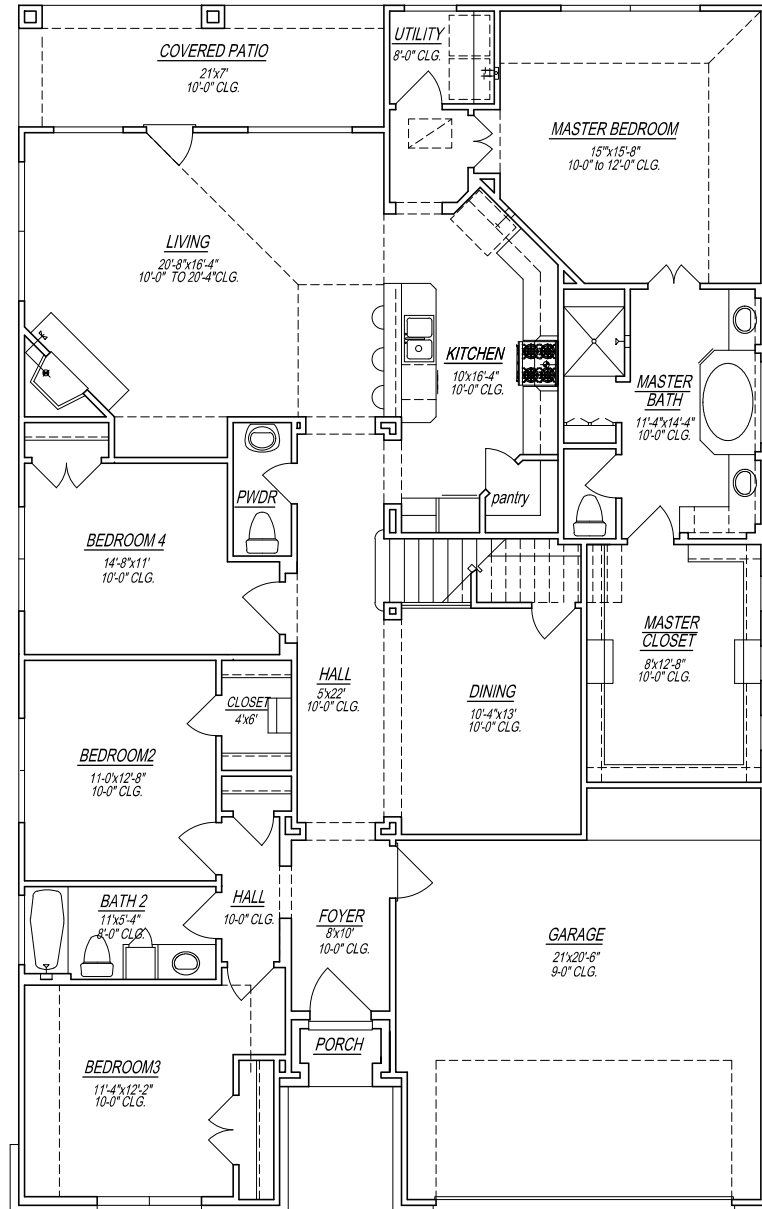 COVERED PATIO
21'x7'
10'-0" CLG.
UTILITY
8'-0" CLG.
MASTER BEDROOM
15'"x15'-8"
10-0" to 12'-0" CLG.
LIVING
20'-8"x16'-4"
10'-0" TO 20'-4"CLG.
KITCHEN
10'x16'-4"
10'-0" CLG.
MASTER
BATH
11'-4"x14'-4"
10'-0" CLG.
PWDR
pantry
BEDROOM 4
14'-8"x11'
10'-0" CLG.
HALL
5'x22'
10'-0" CLG.
DINING
10'-4"x13'
10'-0" CLG.
MASTER
CLOSET
8'x12'-8"
10'-0" CLG.
CLOSET
4'x6'
BEDROOM2
11-0'x12'-8"
10-0" CLG.
BATH 2
11'x5'-4"
8'-0" CLG.
HALL
10-0" CLG.
FOYER
8'x10'
10-0" CLG.
GARAGE
21'x20'-6"
9-0" CLG.
PORCH
BEDROOM3
11'-4"x12'-2"
10-0" CLG.